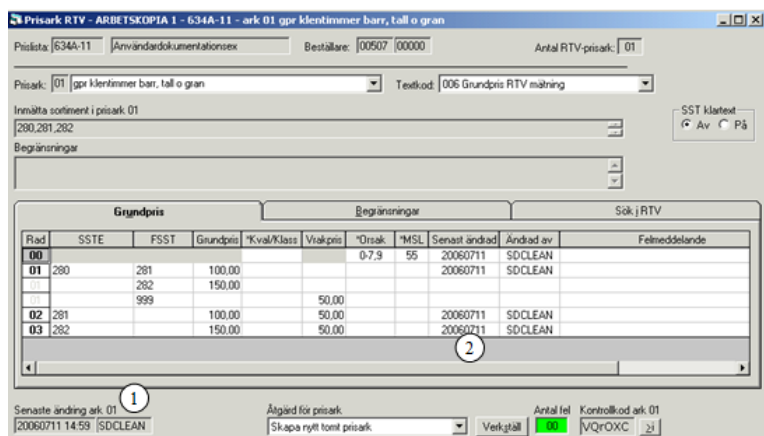 Prisark RTV - ARBETSKOPIA 1 - 634A-11 - ark 01 gpr klentimmer barr, tall o gran
Prislista: 634A-11 Användardokumentationsex Beställare: 00507 00000 Antal RTV-prisark: 01
Prisark: 01 gpr klentimmer barr, tall o gran Textkod: 006 Grundpris RTV mätning
Inmätta sortiment i prisark 01
280,281,282
SST klartext
Av På
Begränsningar
Grundpris Begränsningar Sök i RTV
Rad SSTE FSST Grundpris *Kval/Klass Vrakpris *Orsak *MSL Senast ändrad Ändrad av Felmeddelande
00 0-7,9 55 20060711 SDCLEAN
01 280 281 100,00 20060711 SDCLEAN
01 282 150,00
01 999 50,00
02 281 100,00 50,00 20060711 SDCLEAN
03 282 150,00 50,00 20060711 SDCLEAN
2
1
Senaste ändring ark 01 Åtgärd för prisark Antal fel Kontrollkod ark 01
20060711 14:59 SDCLEAN Skapa nytt tomt prisark Verkställ 00 VQrOXC >i